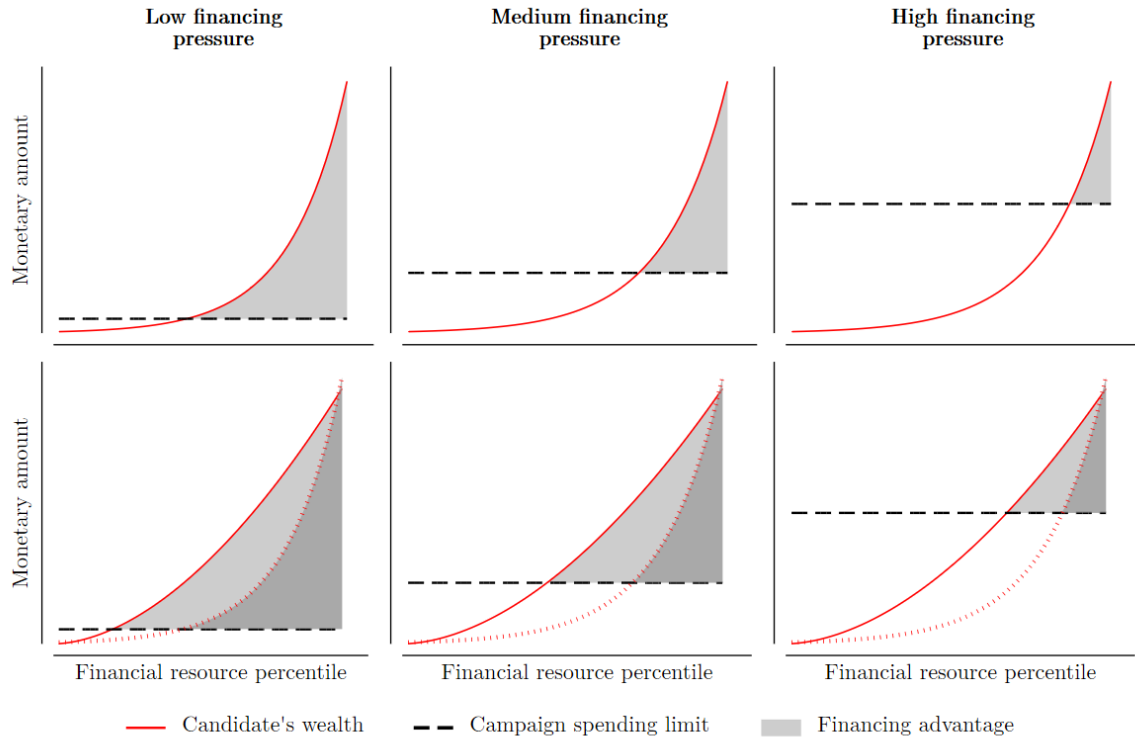 Low financing
pressure
Medium financing
pressure
High financing
pressure
Monetary amount
Monetary amount
Financial resource percentile
Financial resource percentile
Financial resource percentile
Candidate's wealth
Campaign spending limit
Financing advantage